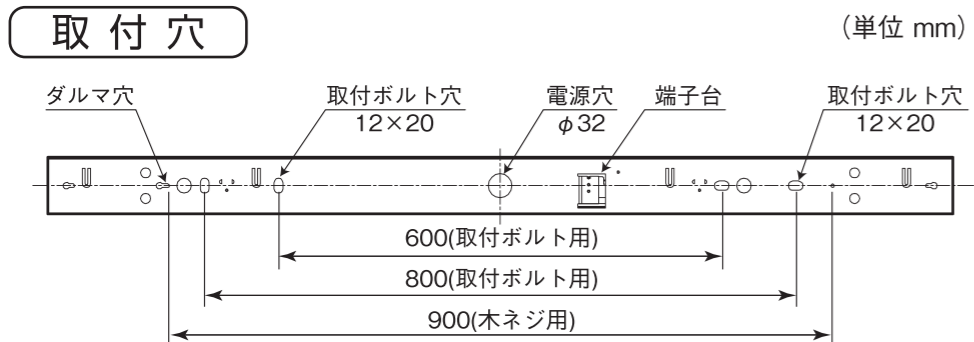 取付穴
(単位 mm)
ダルマ穴
取付ボルト穴
12×20
電源穴
φ32
端子台
取付ボルト穴
12×20
600(取付ボルト用)
800(取付ボルト用)
900(木ネジ用)